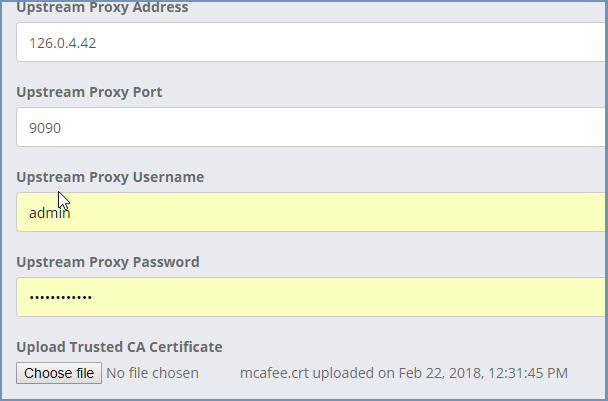 Upstream Proxy Address
126.0.4.42
Upstream Proxy Port
9090
Upstream Proxy Username
admin
Upstream Proxy Password
••••••••••••
Upload Trusted CA Certificate
Choose file No file chosen mcafee.crt uploaded on Feb 22, 2018, 12:31:45 PM